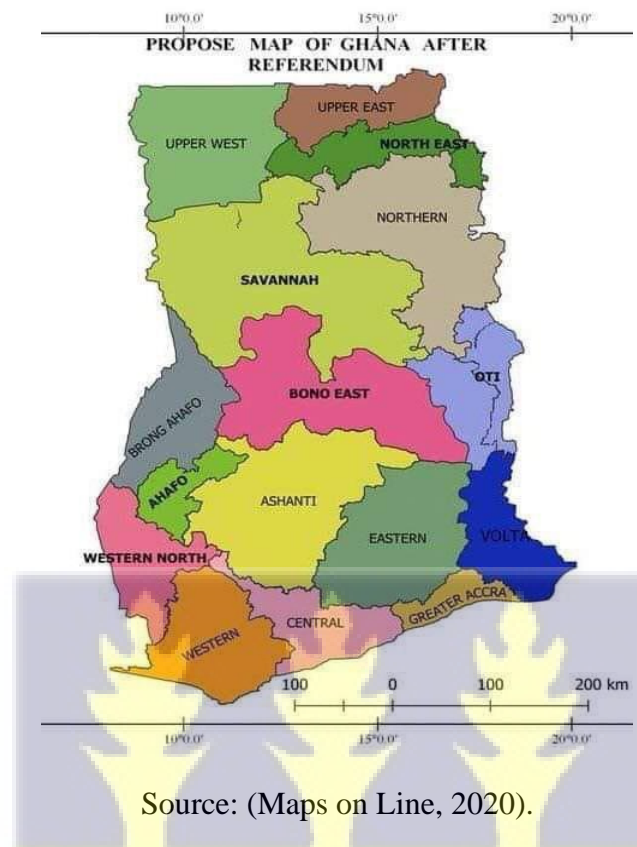 10°0.0' 15°0.0' 20°0.0'
PROPOSE MAP OF GHANA AFTER
REFERENDUM
UPPER EAST
UPPER WEST
NORTH EAST
NORTHERN
SAVANNAH
OTI
BONO EAST
BRONG AHAFO
AHAFO
ASHANTI
EASTERN
VOLTA
WESTERN NORTH
GREATER ACCRA
CENTRAL
WESTERN
100 0 100 200 km
10°0.0' 15°0.0' 20°0.0'
Source: (Maps on Line, 2020).